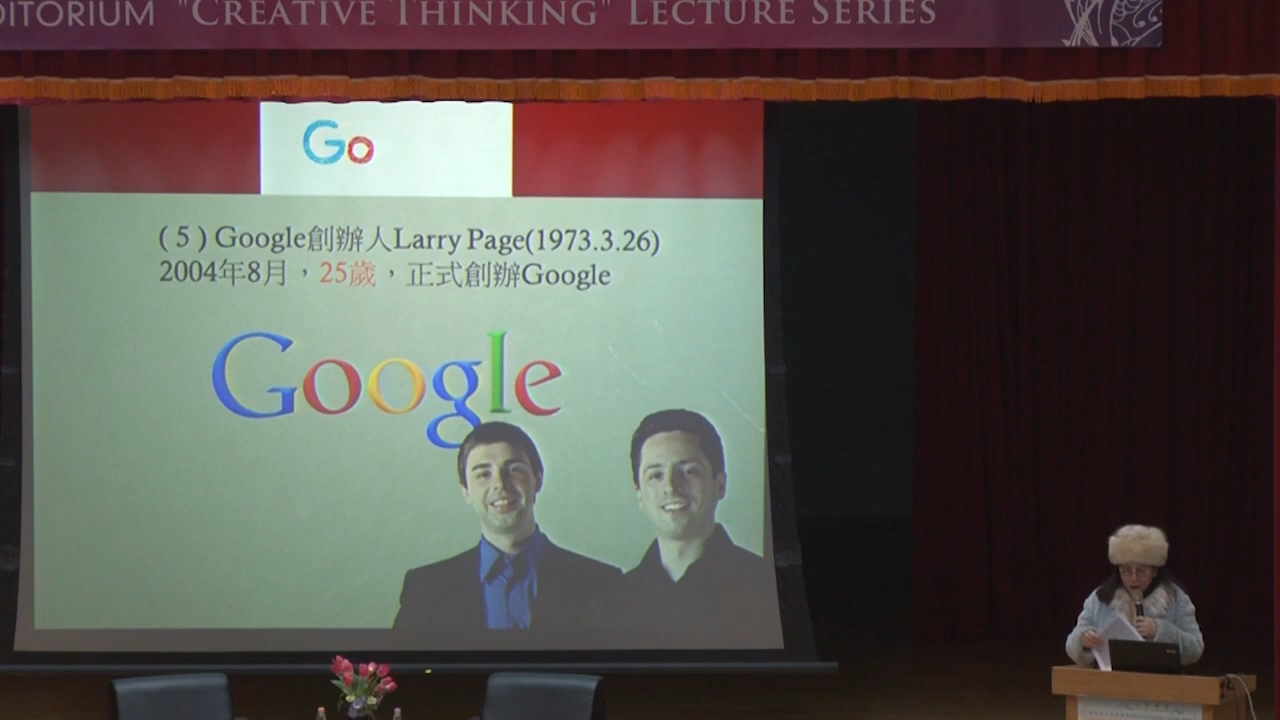 DITORIUM "CREATIVE THINKING" LECTURE SERIES
Go
(5) Google創辦人Larry Page(1973.3.26)
2004年8月，25歲，正式創辦Google
Google